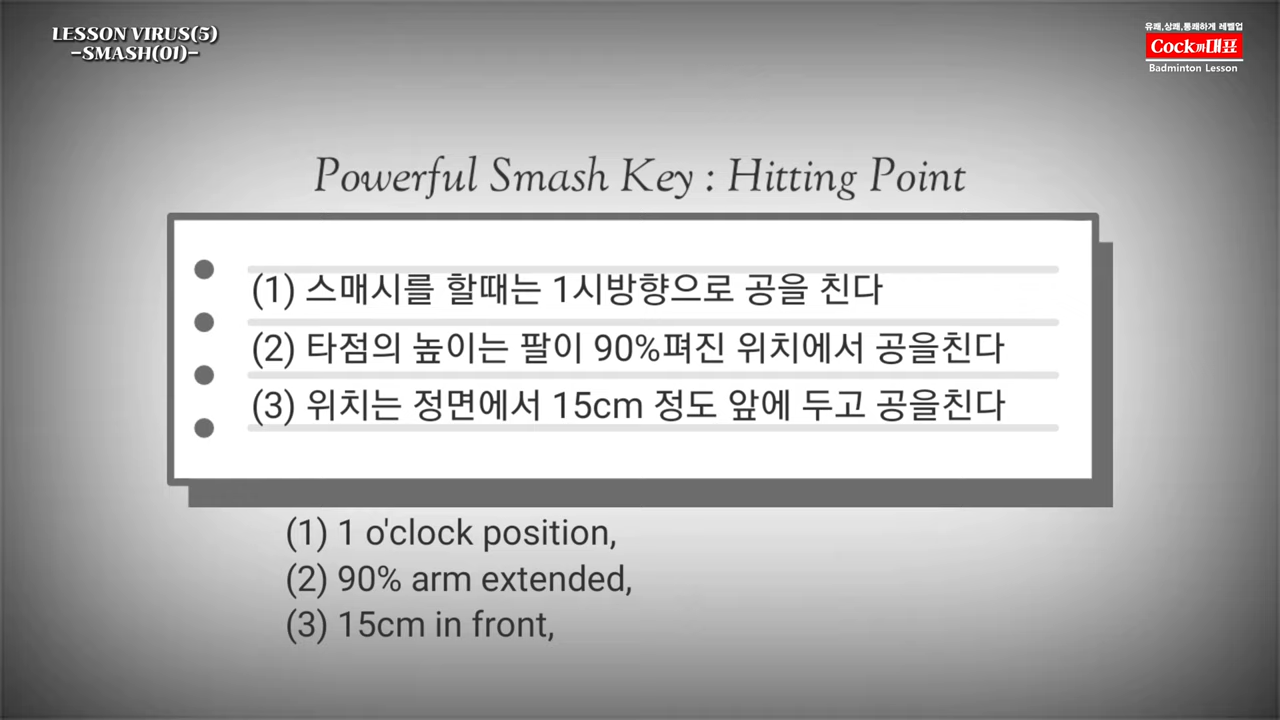 LESSON VIRUS(5)
-SMASH(01)-
유쾌,상쾌,통쾌하게 레벨업
Cock까대표
Badminton Lesson
Powerful Smash Key : Hitting Point
(1) 스매시를 할때는 1시방향으로 공을 친다
(2) 타점의 높이는 팔이 90%펴진 위치에서 공을친다
(3) 위치는 정면에서 15cm 정도 앞에 두고 공을친다
(1) 1 o'clock position,
(2) 90% arm extended,
(3) 15cm in front,